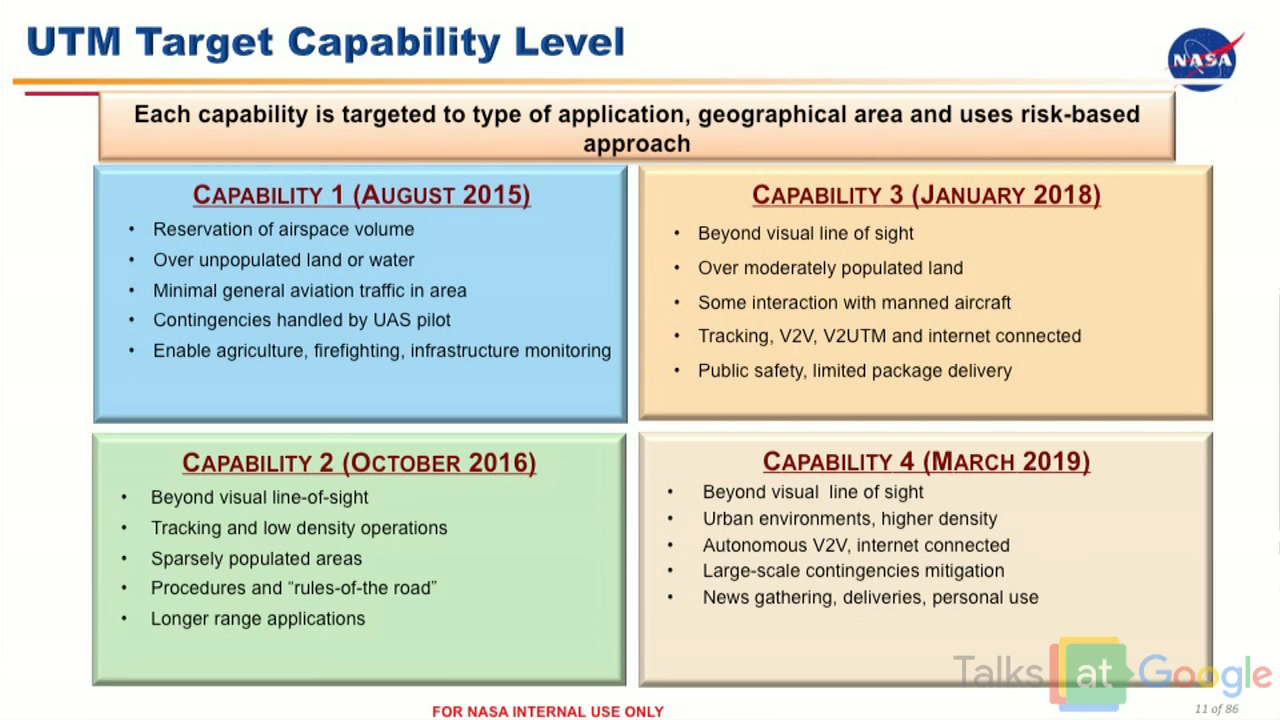 UTM Target Capability Level
NASA
Each capability is targeted to type of application, geographical area and uses risk-based
approach
CAPABILITY 1 (AUGUST 2015)
• Reservation of airspace volume
• Over unpopulated land or water
• Minimal general aviation traffic in area
• Contingencies handled by UAS pilot
• Enable agriculture, firefighting, infrastructure monitoring
CAPABILITY 3 (JANUARY 2018)
• Beyond visual line of sight
• Over moderately populated land
• Some interaction with manned aircraft
• Tracking, V2V, V2UTM and internet connected
• Public safety, limited package delivery
CAPABILITY 2 (OCTOBER 2016)
• Beyond visual line-of-sight
• Tracking and low density operations
• Sparsely populated areas
• Procedures and “rules-of-the road”
• Longer range applications
CAPABILITY 4 (MARCH 2019)
• Beyond visual line of sight
• Urban environments, higher density
• Autonomous V2V, internet connected
• Large-scale contingencies mitigation
• News gathering, deliveries, personal use
Talks at Google
FOR NASA INTERNAL USE ONLY
11 of 86